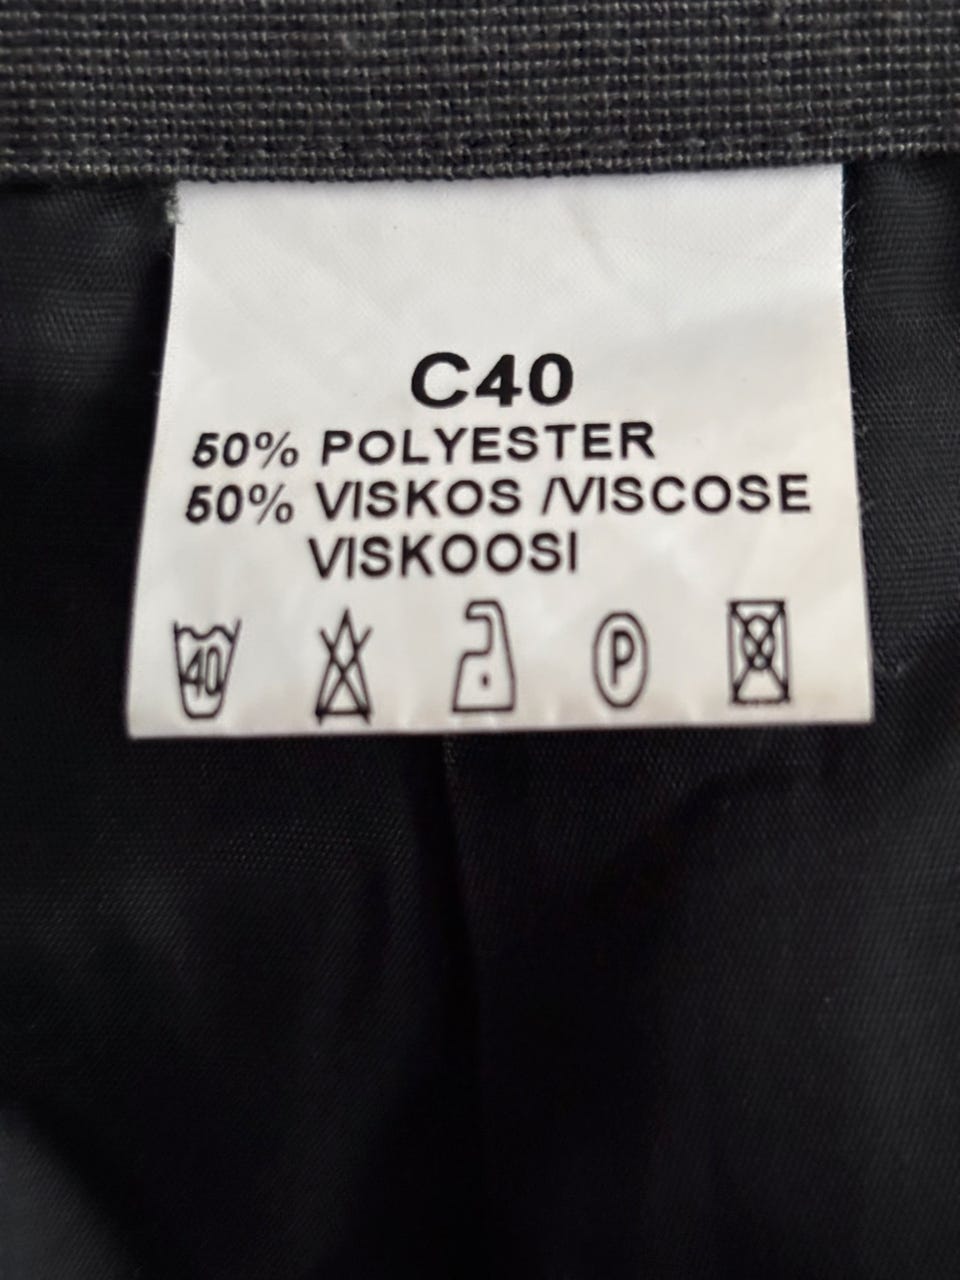 C40
50% POLYESTER
50% VISKOS /VISCOSE
VISKOOSI
40 P